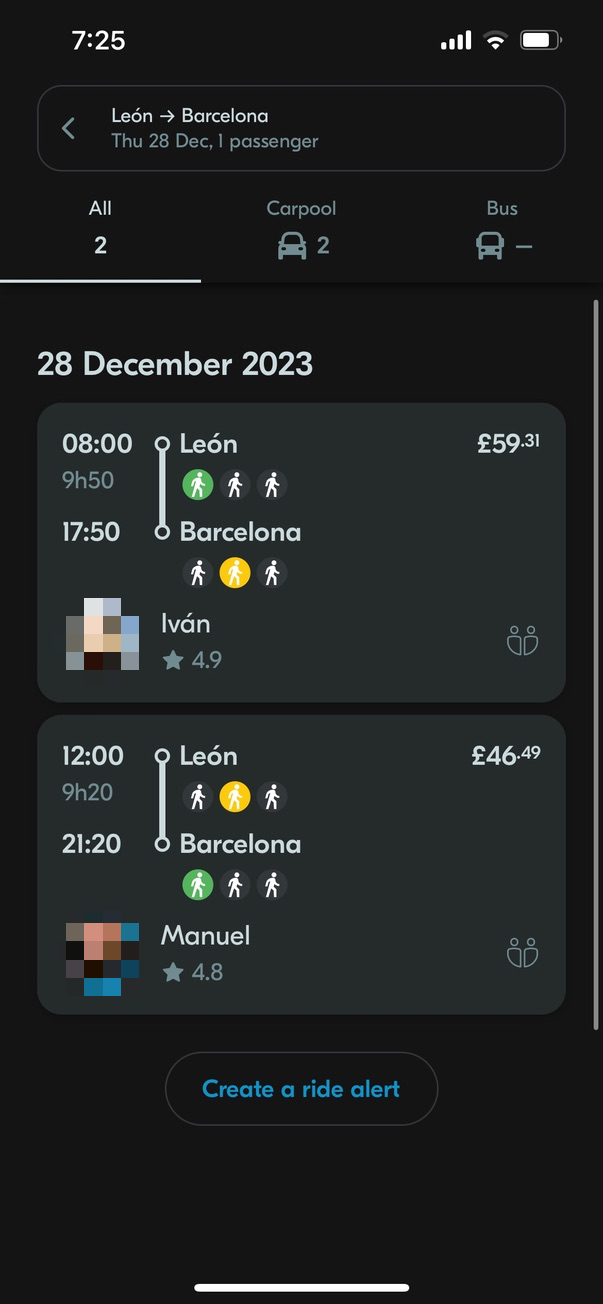 7:25
León → Barcelona
Thu 28 Dec, 1 passenger
All
Carpool
Bus
2
2
–
28 December 2023
08:00 León £59.31
9h50
17:50 Barcelona
Iván
4.9
12:00 León £46.49
9h20
21:20 Barcelona
Manuel
4.8
Create a ride alert